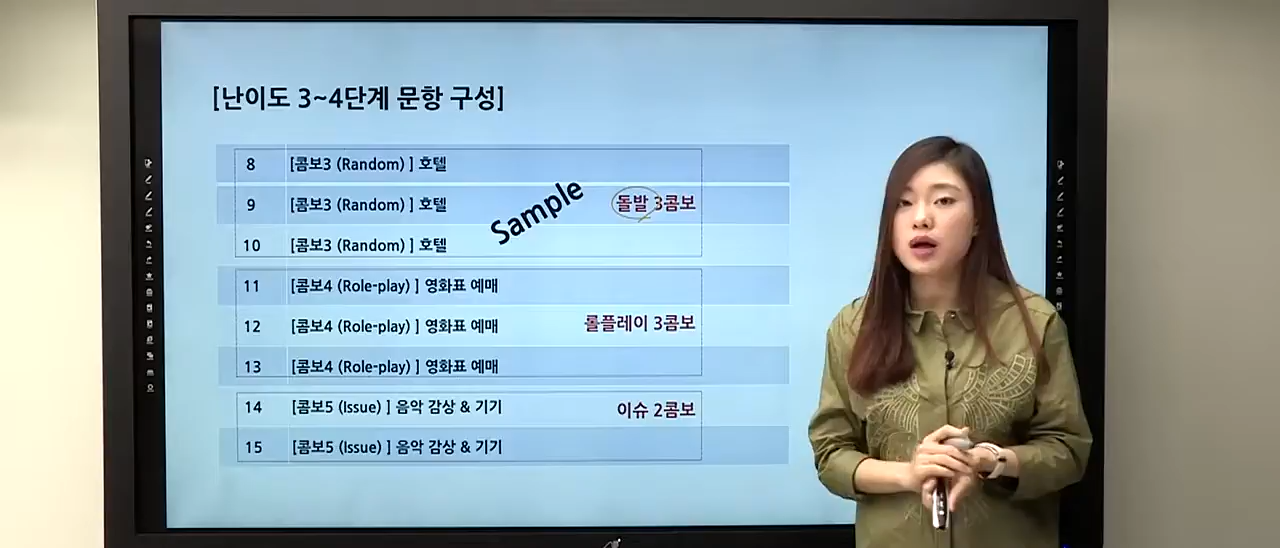 [난이도 3~4단계 문항 구성]
8 [콤보3 (Random) ] 호텔
9 [콤보3 (Random) ] 호텔 돌발 3콤보
10 [콤보3 (Random) ] 호텔
Sample
11 [콤보4 (Role-play) ] 영화표 예매
12 [콤보4 (Role-play) ] 영화표 예매 롤플레이 3콤보
13 [콤보4 (Role-play) ] 영화표 예매
14 [콤보5 (Issue) ] 음악 감상 & 기기 이슈 2콤보
15 [콤보5 (Issue) ] 음악 감상 & 기기